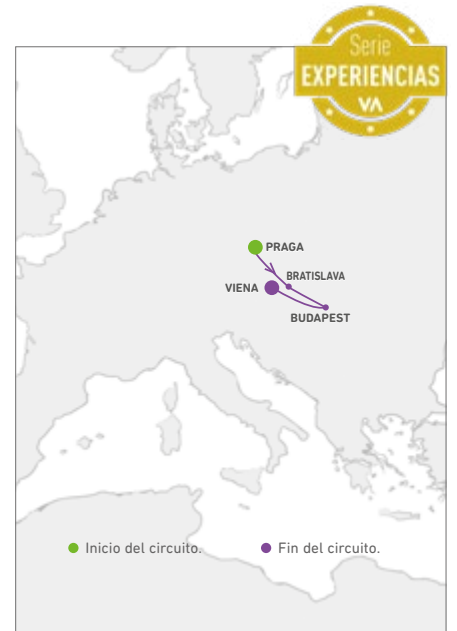 Serie
EXPERIENCIAS
VA
PRAGA
BRATISLAVA
VIENA
BUDAPEST
Inicio del circuito.
Fin del circuito.